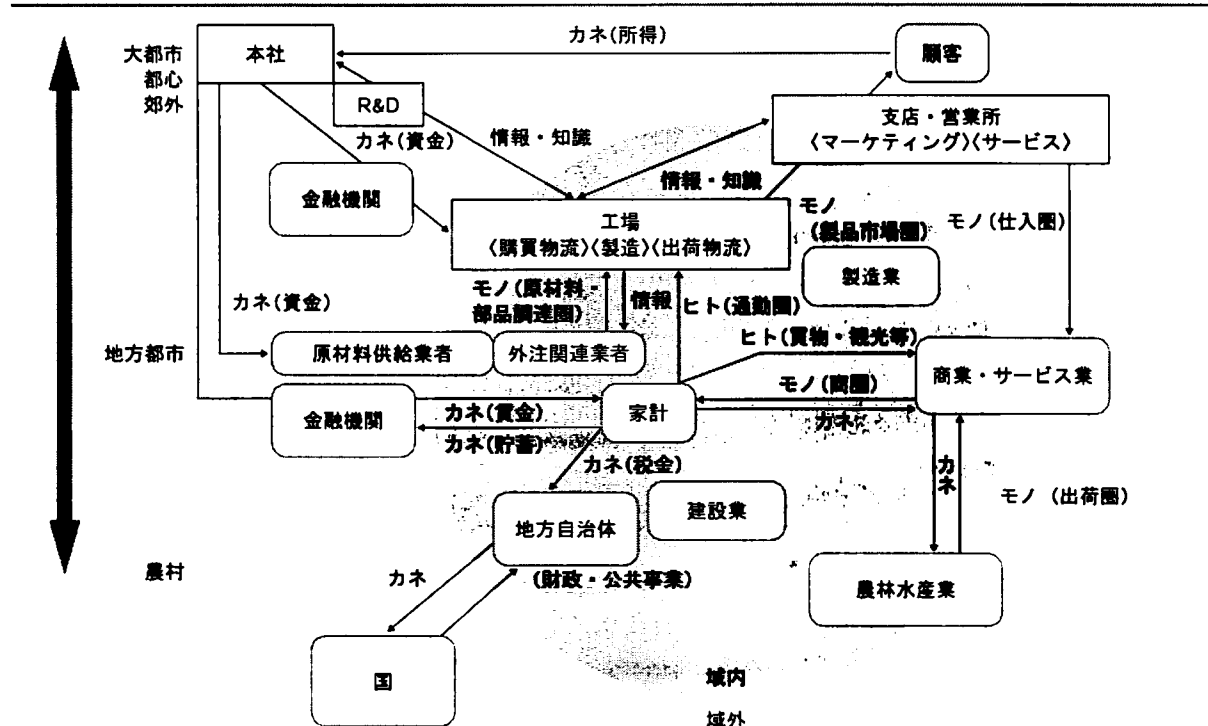 カネ(所得)
大都市
本社
顧客
都心
郊外
R&D
支店・営業所
〈マーケティング〉〈サービス〉
カネ(資金)
情報・知識
金融機関
情報・知識
工場
〈購買物流〉〈製造〉〈出荷物流〉
モノ
(製品市場圏)
モノ(仕入圏)
製造業
カネ(資金)
モノ(原材料・
部品調達圏)
情報
ヒト(通勤圏)
地方都市
原材料供給業者
外注関連業者
ヒト(買物・観光等)
商業・サービス業
モノ(商圏)
金融機関
カネ(賃金)
家計
カネ
カネ(貯蓄)
カネ(税金)
カネ
モノ (出荷圏)
建設業
地方自治体
農村
カネ
(財政・公共事業)
農林水産業
国
域内
域外